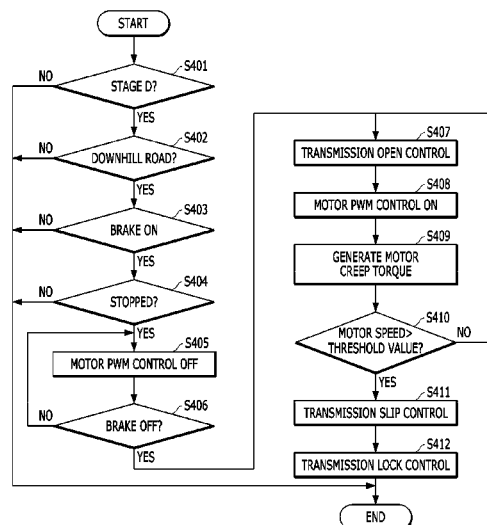 START
S401
STAGE D?
NO
YES
S402
DOWNHILL ROAD?
NO
YES
S403
BRAKE ON
NO
YES
S404
STOPPED?
NO
YES
S405
MOTOR PWM CONTROL OFF
S406
BRAKE OFF?
NO
YES
S407
TRANSMISSION OPEN CONTROL
S408
MOTOR PWM CONTROL ON
S409
GENERATE MOTOR
CREEP TORQUE
S410
MOTOR SPEED>
THRESHOLD VALUE?
NO
YES
S411
TRANSMISSION SLIP CONTROL
S412
TRANSMISSION LOCK CONTROL
END